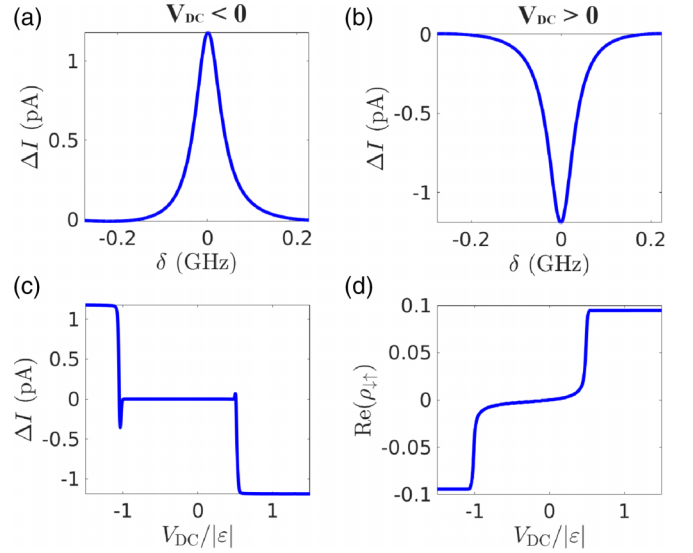 (a) V_DC < 0
ΔI (pA)
1
0.5
0
-0.2 0 0.2
δ (GHz)
(b) V_DC > 0
ΔI (pA)
0
-0.5
-1
-0.2 0 0.2
δ (GHz)
(c)
ΔI (pA)
1
0.5
0
-0.5
-1
-1 0 1
V_DC/|ε|
(d)
Re(ρ↓↑)
0.1
0.05
0
-0.05
-0.1
-1 0 1
V_DC/|ε|